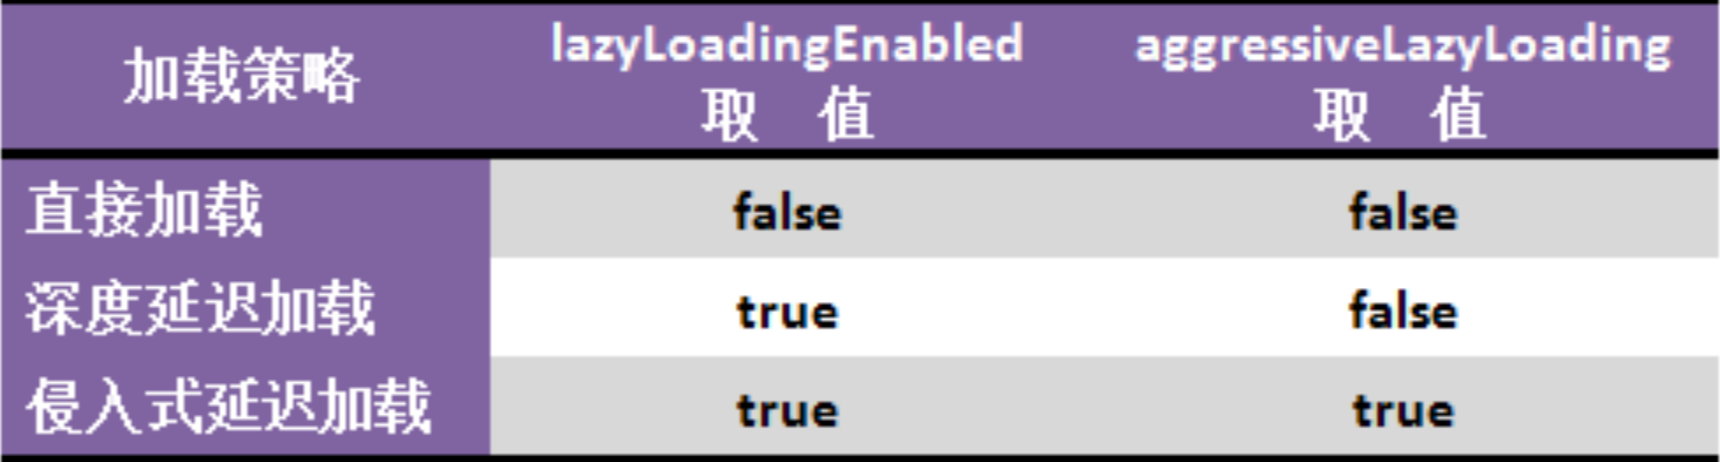 加载策略
lazyLoadingEnabled
取 值
aggressiveLazyLoading
取 值
直接加载 false false
深度延迟加载 true false
侵入式延迟加载 true true